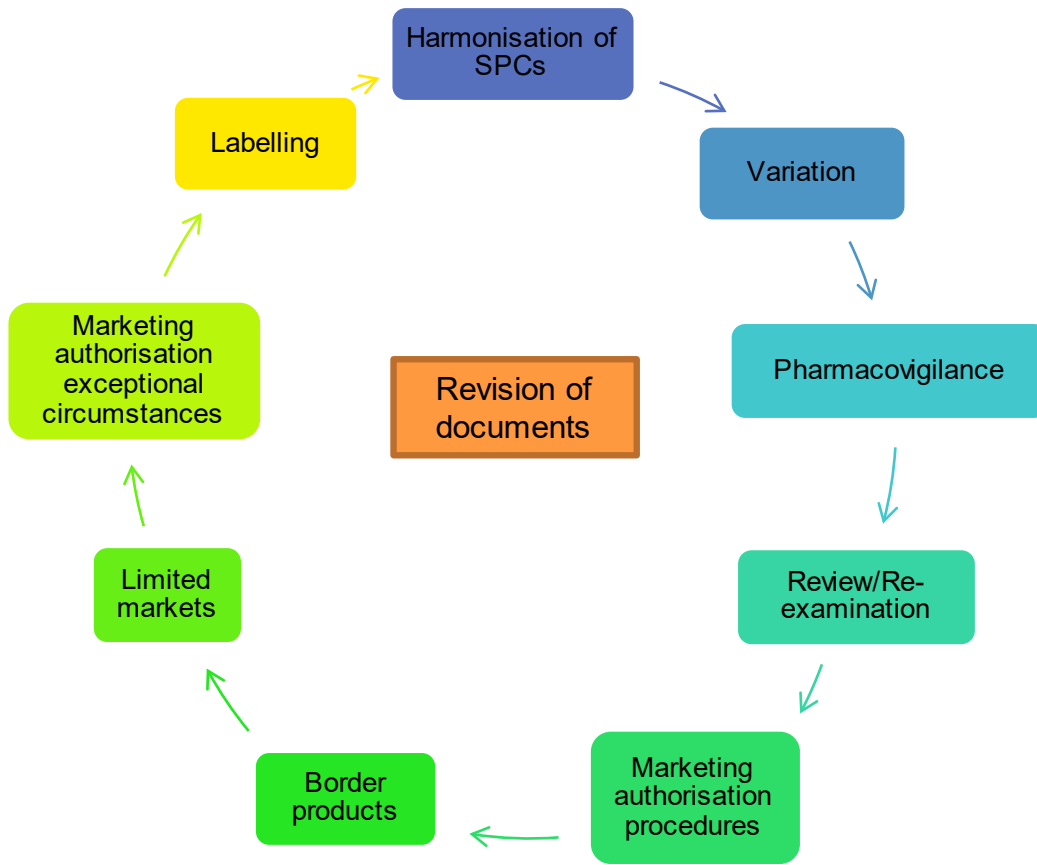 Harmonisation of
SPCs
Labelling
Variation
Marketing
authorisation
exceptional
circumstances
Revision of
documents
Pharmacovigilance
Limited
markets
Review/Re-
examination
Border
products
Marketing
authorisation
procedures